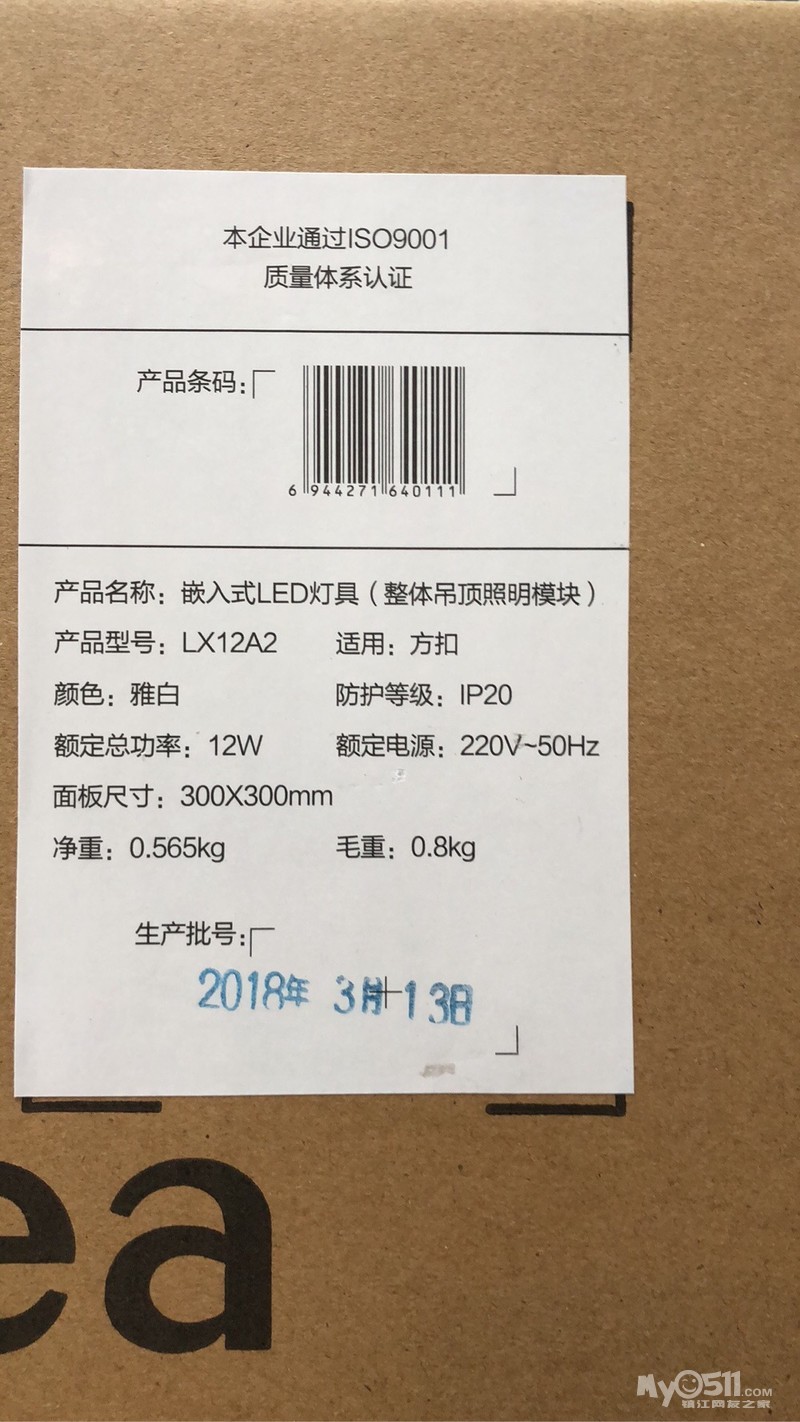 本企业通过ISO9001
质量体系认证
产品条码:
6 944271 640111
产品名称：嵌入式LED灯具（整体吊顶照明模块）
产品型号：LX12A2 适用：方扣
颜色：雅白 防护等级：IP20
额定总功率：12W 额定电源：220V~50Hz
面板尺寸：300X300mm
净重：0.565kg 毛重：0.8kg
生产批号:
2018年 3月13日
ea
My0511.COM
镇江网友之家